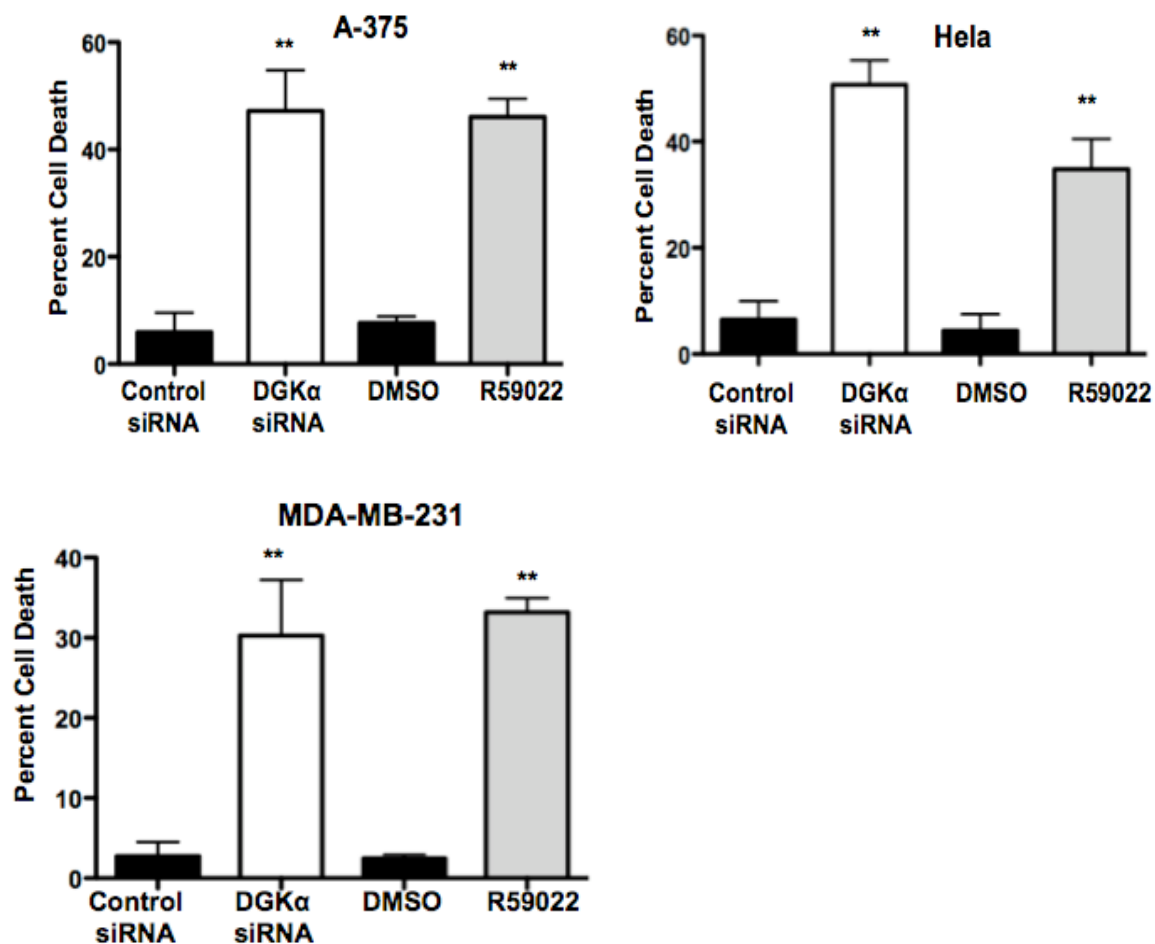 A-375
Percent Cell Death
60
40
20
0
**
**
Control siRNA
DGKα siRNA
DMSO
R59022
Hela
Percent Cell Death
60
40
20
0
**
**
Control siRNA
DGKα siRNA
DMSO
R59022
MDA-MB-231
Percent Cell Death
40
30
20
10
0
**
**
Control siRNA
DGKα siRNA
DMSO
R59022